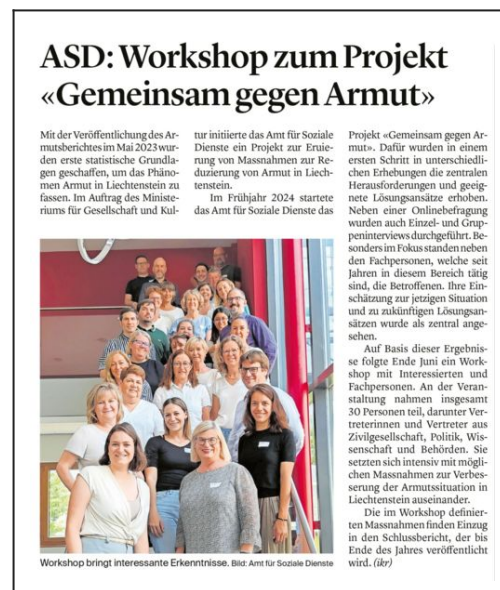 ASD: Workshop zum Projekt
«Gemeinsam gegen Armut»
Mit der Veröffentlichung des Ar-
mutsberichtes im Mai 2023 wur-
den erste statistische Grundla-
gen geschaffen, um das Phäno-
men Armut in Liechtenstein zu
fassen. Im Auftrag des Ministe-
riums für Gesellschaft und Kul-
tur initiierte das Amt für Soziale
Dienste ein Projekt zur Eruie-
rung von Massnahmen zur Re-
duzierung von Armut in Liech-
tenstein.
Im Frühjahr 2024 startete
das Amt für Soziale Dienste das
Projekt «Gemeinsam gegen Ar-
mut». Dafür wurden in einem
ersten Schritt in unterschiedli-
chen Erhebungen die zentralen
Herausforderungen und geeig-
nete Lösungsansätze erhoben.
Neben einer Onlinebefragung
wurden auch Einzel- und Grup-
peninterviews durchgeführt. Be-
sonders im Fokus standen neben
den Fachpersonen, welche seit
Jahren in diesem Bereich tätig
sind, die Betroffenen. Ihre Ein-
schätzung zur jetzigen Situation
und zu zukünftigen Lösungsan-
sätzen wurde als zentral ange-
sehen.
Auf Basis dieser Ergebnis-
se folgte Ende Juni ein Work-
shop mit Interessierten und
Fachpersonen. An der Veran-
staltung nahmen insgesamt
30 Personen teil, darunter Ver-
treterinnen und Vertreter aus
Zivilgesellschaft, Politik, Wis-
senschaft und Behörden. Sie
setzten sich intensiv mit mögli-
chen Massnahmen zur Verbes-
serung der Armutssituation in
Liechtenstein auseinander.
Die im Workshop definier-
ten Massnahmen finden Einzug
in den Schlussbericht, der bis
Ende des Jahres veröffentlicht
wird. (ikr)
Workshop bringt interessante Erkenntnisse. Bild: Amt für Soziale Dienste